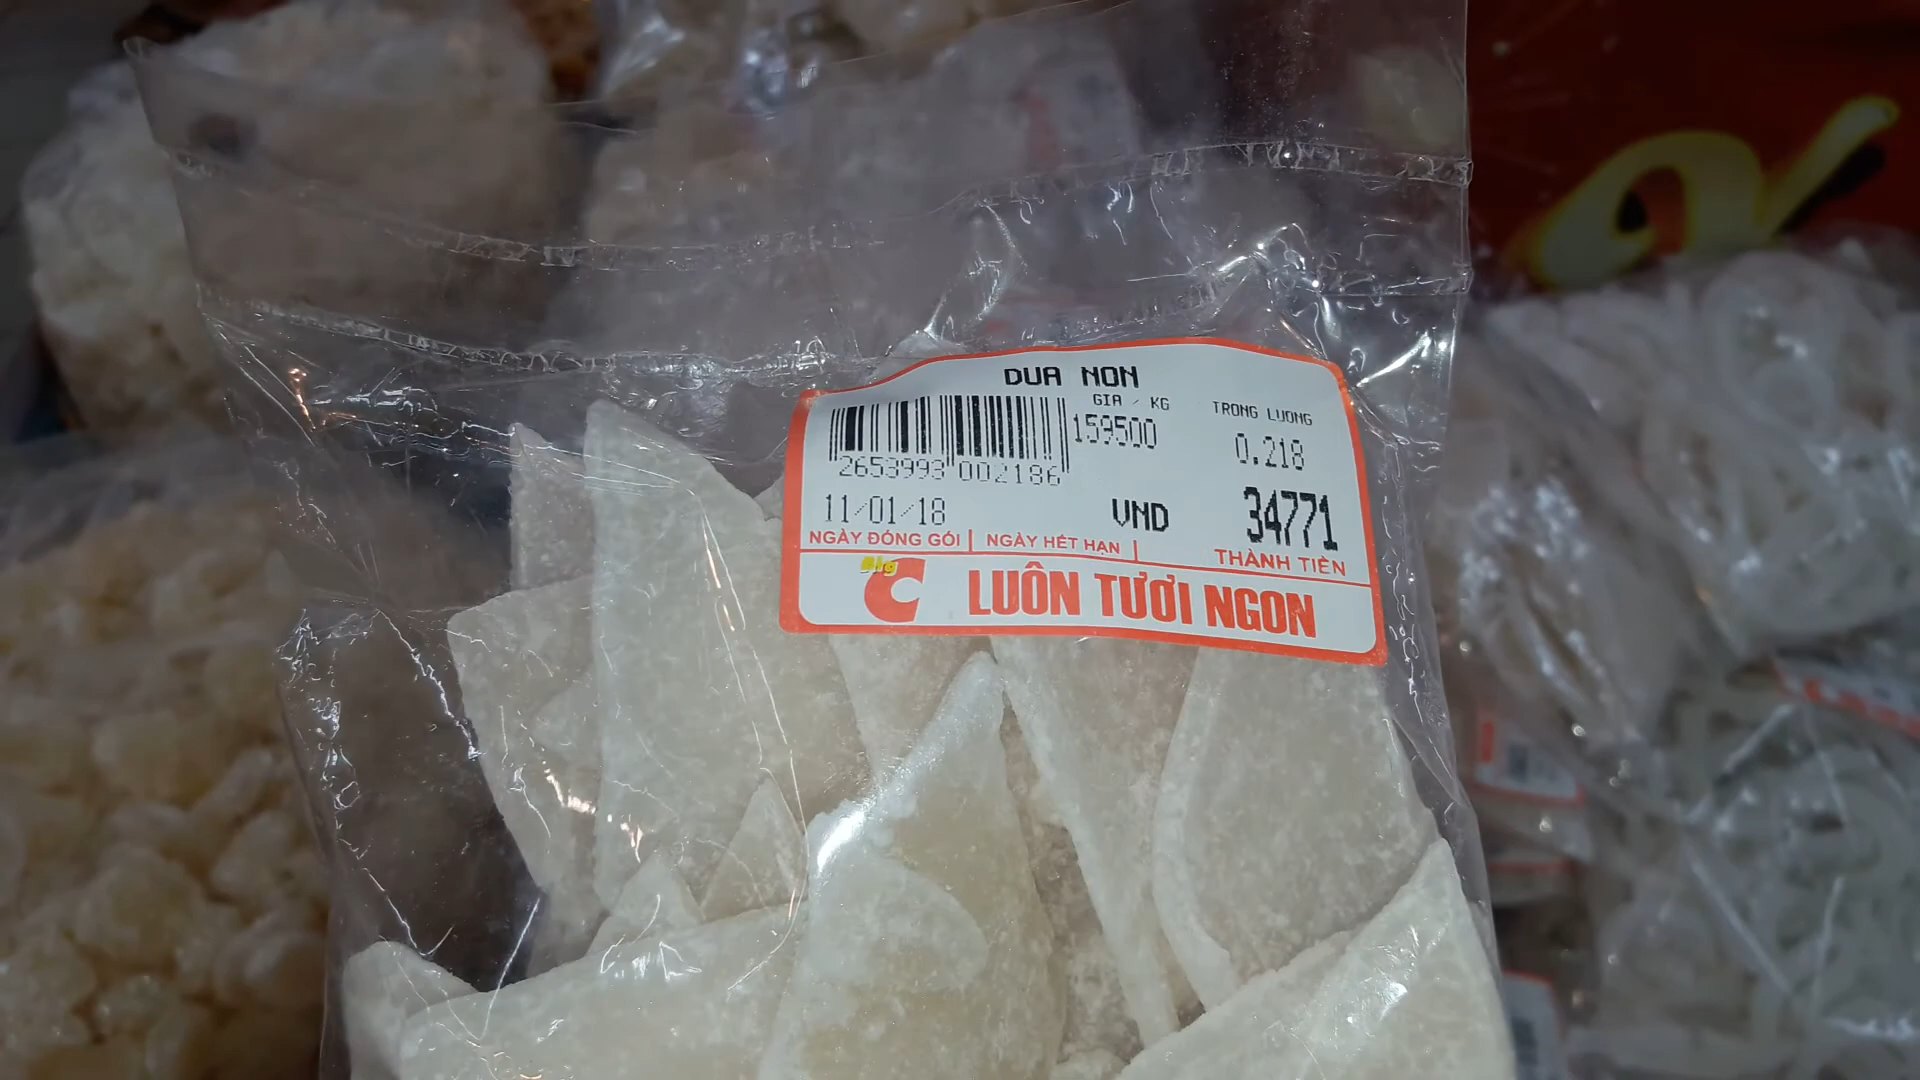 DUA NON
GIA / KG
TRONG LUONG
159500
0.218
2653993 002186
11/01/18
VND
34771
NGÀY ĐÓNG GÓI
NGÀY HẾT HẠN
THÀNH TIỀN
Big C
LUÔN TƯƠI NGON